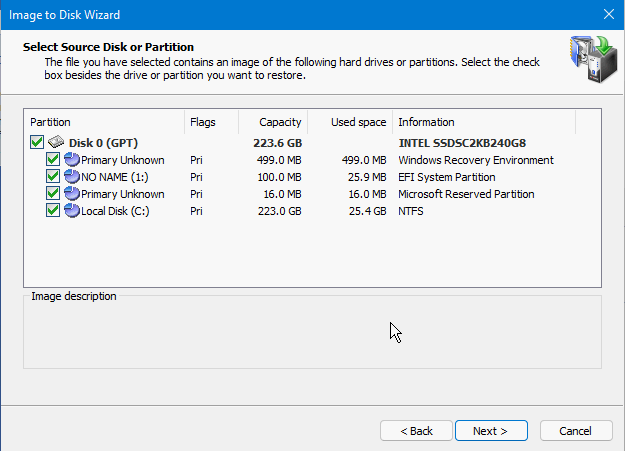 Image to Disk Wizard
Select Source Disk or Partition
The file you have selected contains an image of the following hard drives or partitions. Select the check
box besides the drive or partition you want to restore.
Partition Flags Capacity Used space Information
Disk 0 (GPT) 223.6 GB INTEL SSDSC2KB240G8
Primary Unknown Pri 499.0 MB 499.0 MB Windows Recovery Environment
NO NAME (1:) Pri 100.0 MB 25.9 MB EFI System Partition
Primary Unknown Pri 16.0 MB 16.0 MB Microsoft Reserved Partition
Local Disk (C:) Pri 223.0 GB 25.4 GB NTFS
Image description
< Back Next > Cancel